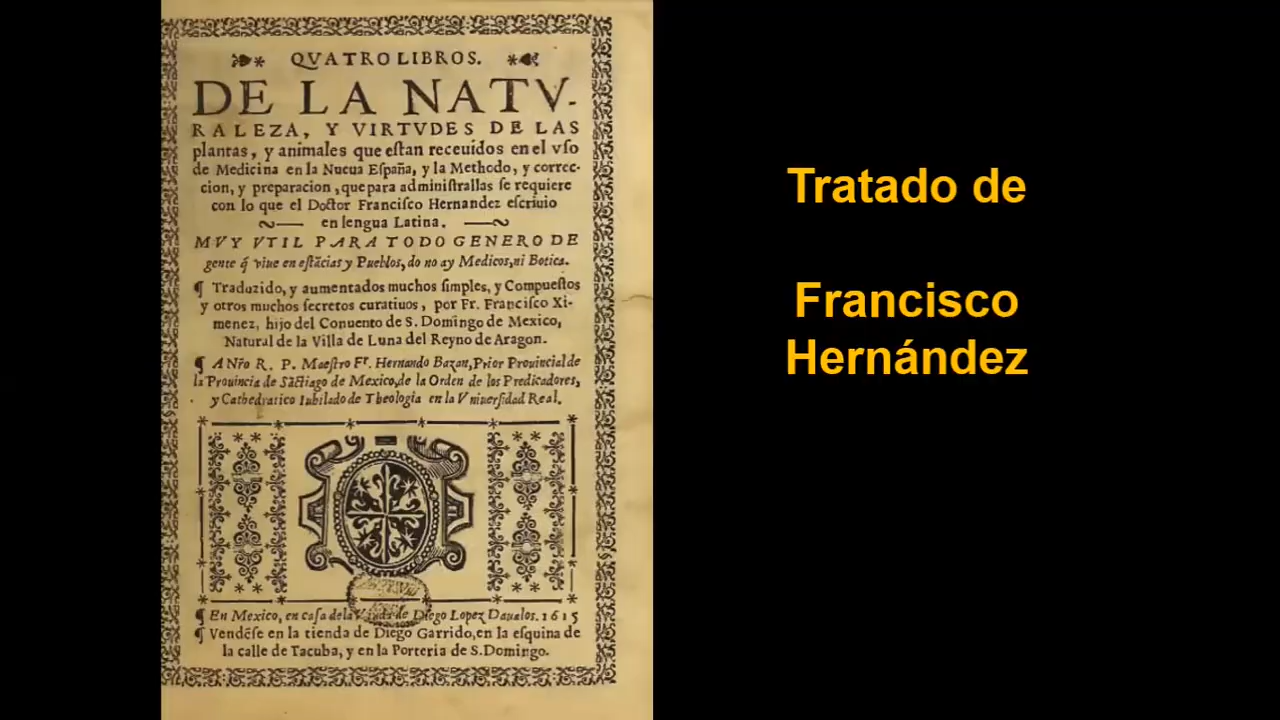 QVATRO LIBROS.
DE LA NATV-
RALEZA, Y VIRTVDES DE LAS
plantas, y animales que eſtan receuidos en el vſo
de Medicina en la Nueua Eſpaña, y la Methodo, y correc-
cion, y preparacion, que para adminiſtrallas ſe requiere
con lo que el Doctor Franciſco Hernandez eſcriuio
en lengua Latina.
MVY VTIL PARA TODO GENERO DE
gente q̃ viue en eſtãcias y Pueblos, do no ay Medicos, ni Botica.
¶ Traduzido, y aumentados muchos ſimples, y Compueſtos
y otros muchos ſecretos curatiuos, por Fr. Franciſco Xi-
menez, hijo del Conuento de S. Domingo de Mexico,
Natural de la Villa de Luna del Reyno de Aragon.
¶ A Nr̃o R. P. Maeſtro Fr. Hernando Bazan, Prior Prouincial de
la Prouincia de Sãctiago de Mexico, de la Orden de los Predicadores,
y Cathedratico Iubilado de Theologia en la Vniuerſidad Real.
¶ En Mexico, en caſa de la Viuda de Diego Lopez Daualos. 1615
¶ Vendẽſe en la tienda de Diego Garrido, en la eſquina de
la calle de Tacuba, y en la Porteria de S. Domingo.
Tratado de
Francisco
Hernández